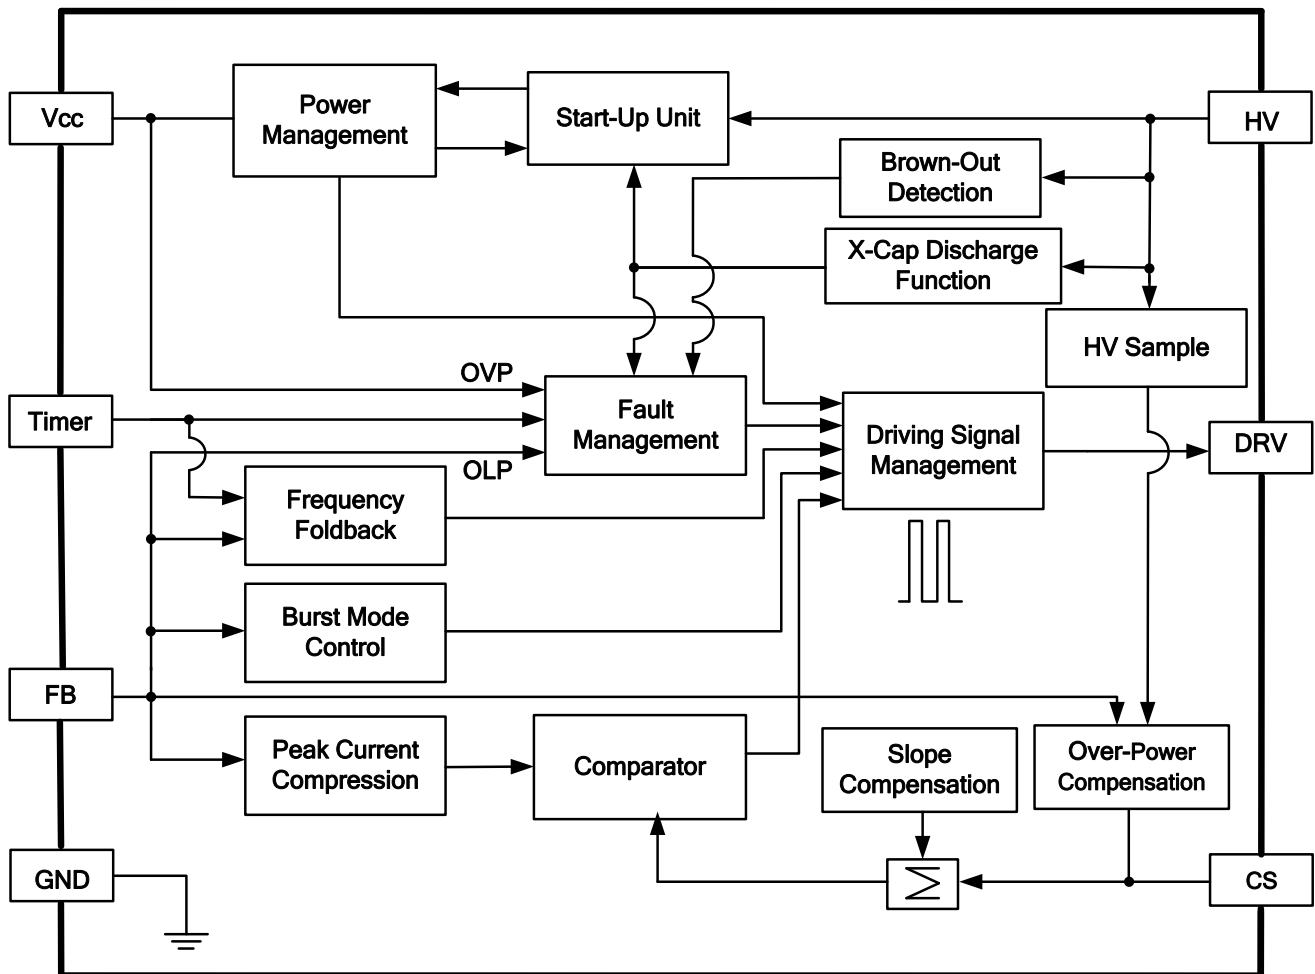 Vcc
Power
Management
Start-Up Unit
HV
Brown-Out
Detection
X-Cap Discharge
Function
HV Sample
OVP
Timer
Fault
Management
Driving Signal
Management
DRV
OLP
Frequency
Foldback
Burst Mode
Control
FB
Peak Current
Compression
Comparator
Slope
Compensation
Over-Power
Compensation
GND
Σ
CS